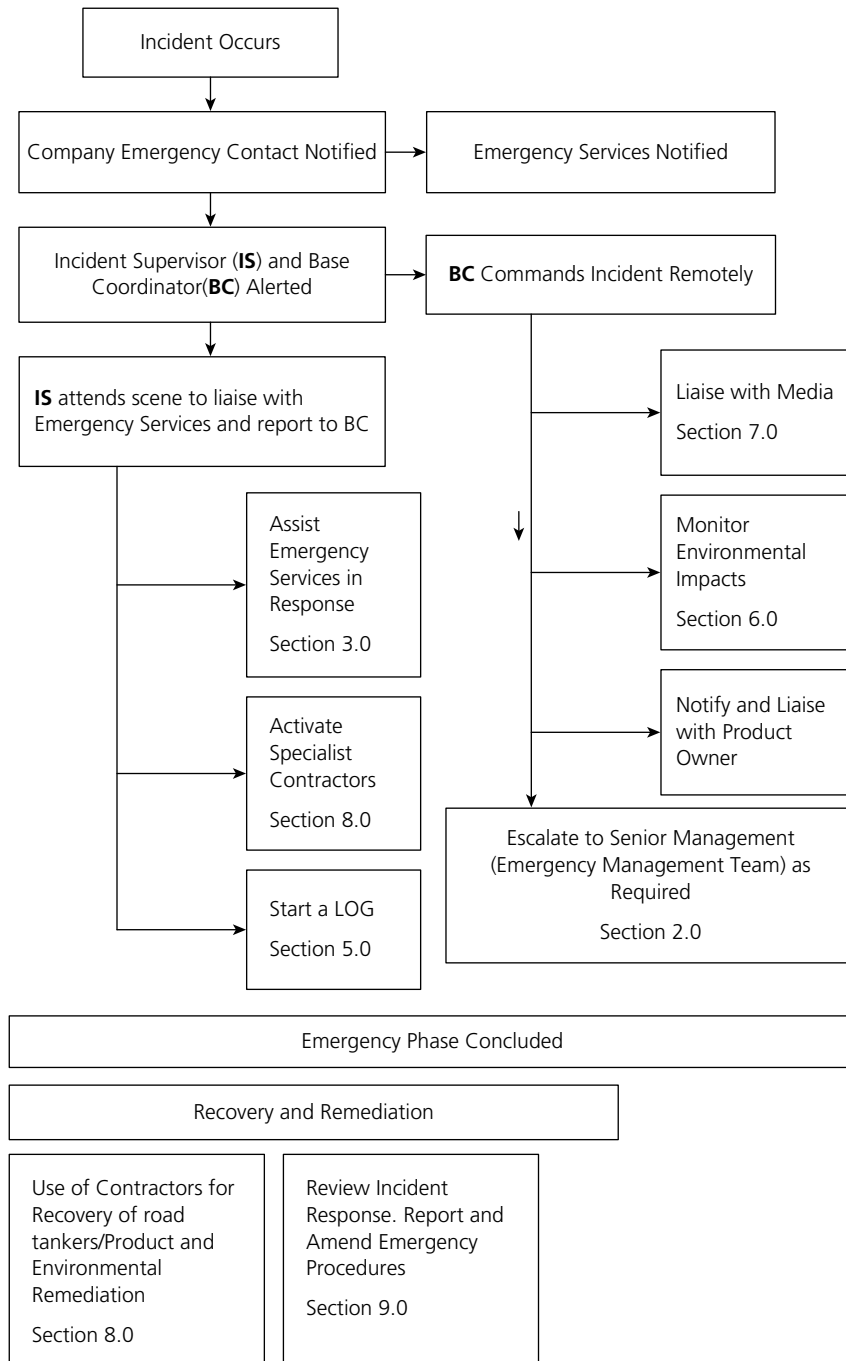 Incident Occurs
Company Emergency Contact Notified
Emergency Services Notified
Incident Supervisor (IS) and Base
Coordinator(BC) Alerted
BC Commands Incident Remotely
IS attends scene to liaise with
Emergency Services and report to BC
Liaise with Media
Section 7.0
Assist
Emergency
Services in
Response
Section 3.0
Monitor
Environmental
Impacts
Section 6.0
Activate
Specialist
Contractors
Section 8.0
Notify and Liaise
with Product
Owner
Start a LOG
Section 5.0
Escalate to Senior Management
(Emergency Management Team) as
Required
Section 2.0
Emergency Phase Concluded
Recovery and Remediation
Use of Contractors for
Recovery of road
tankers/Product and
Environmental
Remediation
Section 8.0
Review Incident
Response. Report and
Amend Emergency
Procedures
Section 9.0